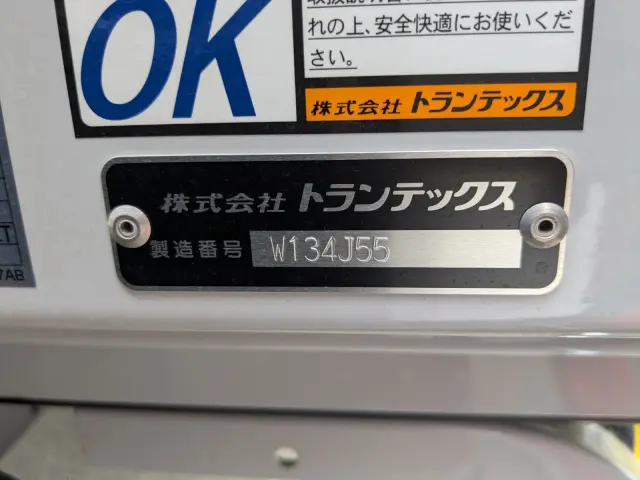 れの上、安全快適にお使いくだ
さい。
OK
株式会社 トランテックス
株式会社 トランテックス
製造番号 W134J55
7AB